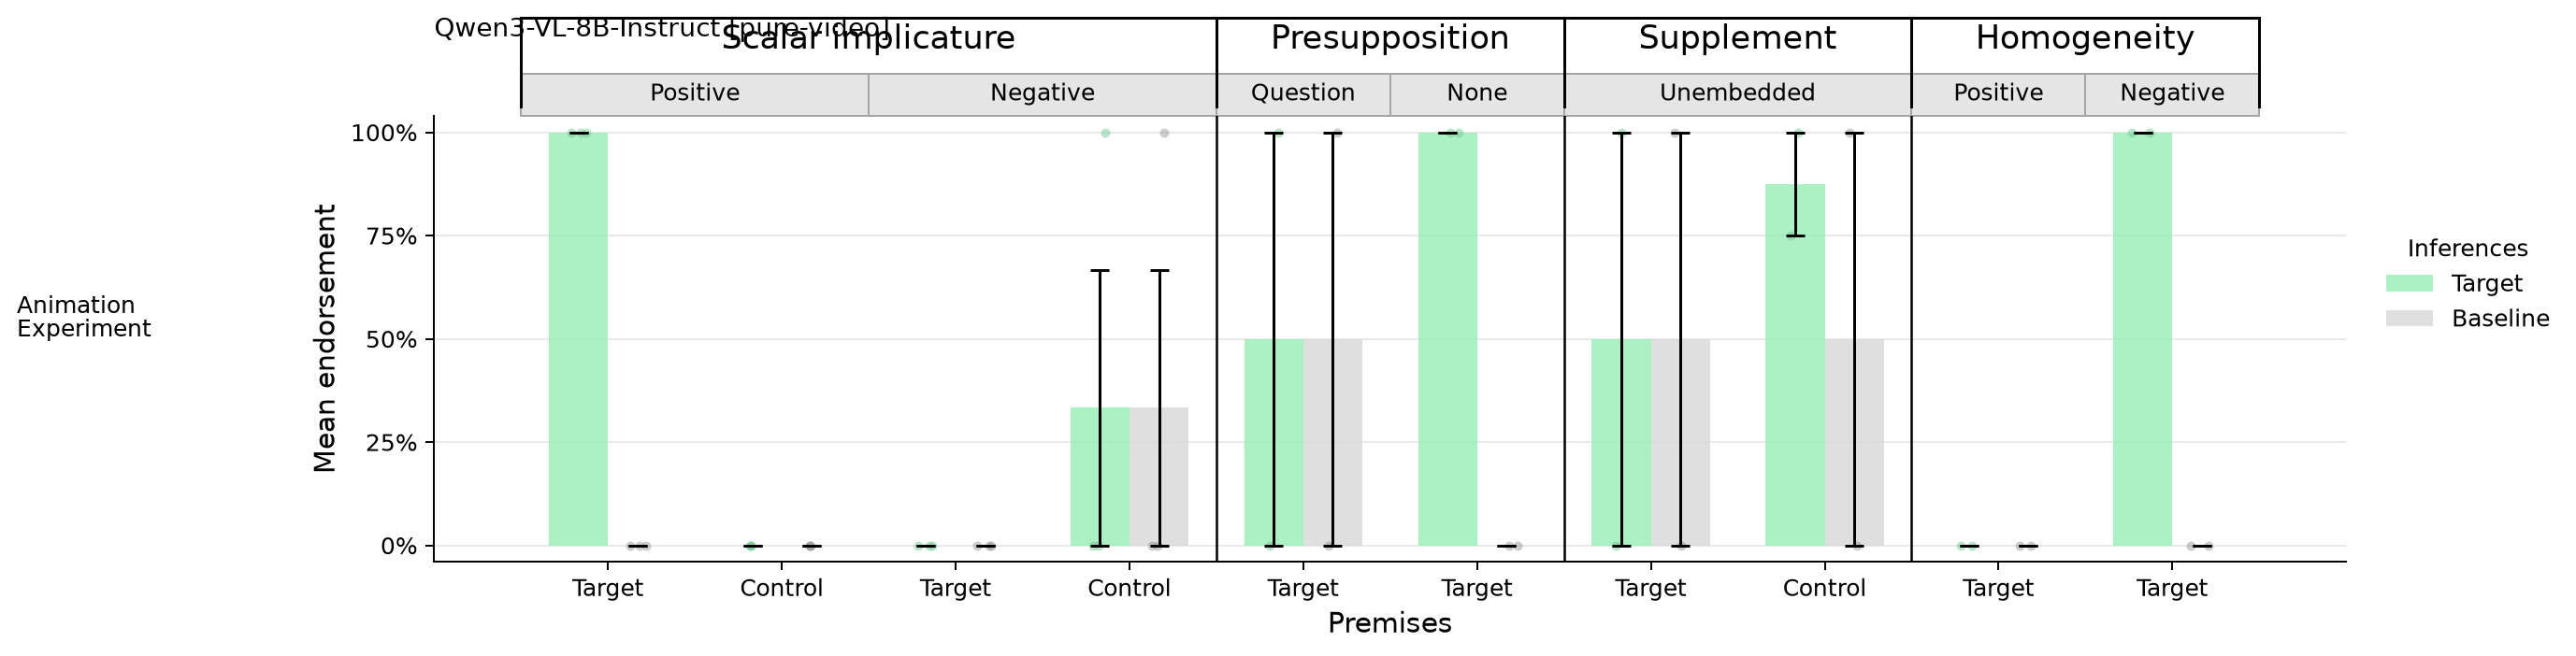 Qwen3-VL-8B-Instruct [pure-video]
Scalar Implicature Presupposition Supplement Homogeneity
Positive Negative Question None Unembedded Positive Negative
Animation
Experiment
Mean endorsement
100%
75%
50%
25%
0%
Target Control Target Control Target Target Target Control Target Target
Premises
Inferences
Target
Baseline